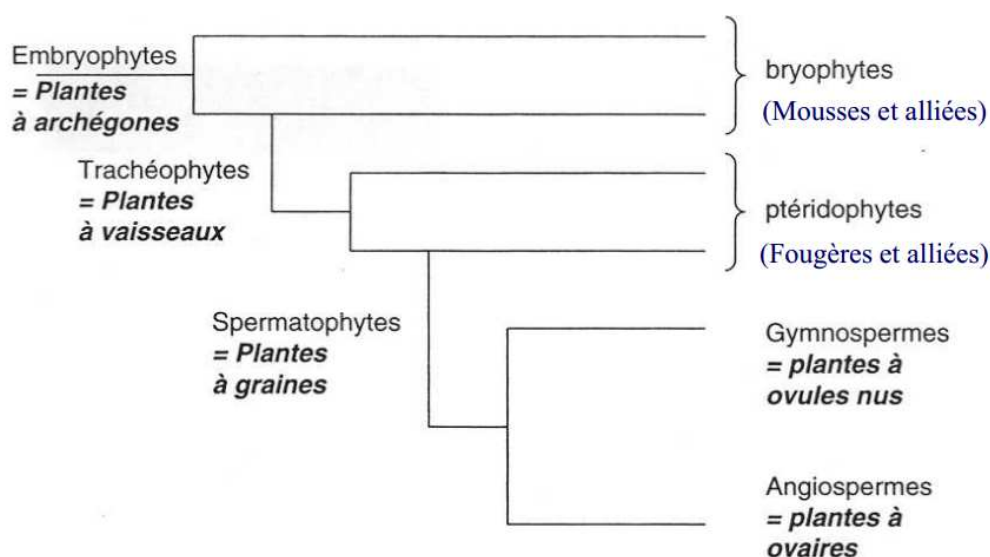 Embryophytes
= Plantes
à archégones
bryophytes
(Mousses et alliées)
Trachéophytes
= Plantes
à vaisseaux
ptéridophytes
(Fougères et alliées)
Spermatophytes
= Plantes
à graines
Gymnospermes
= plantes à
ovules nus
Angiospermes
= plantes à
ovaires